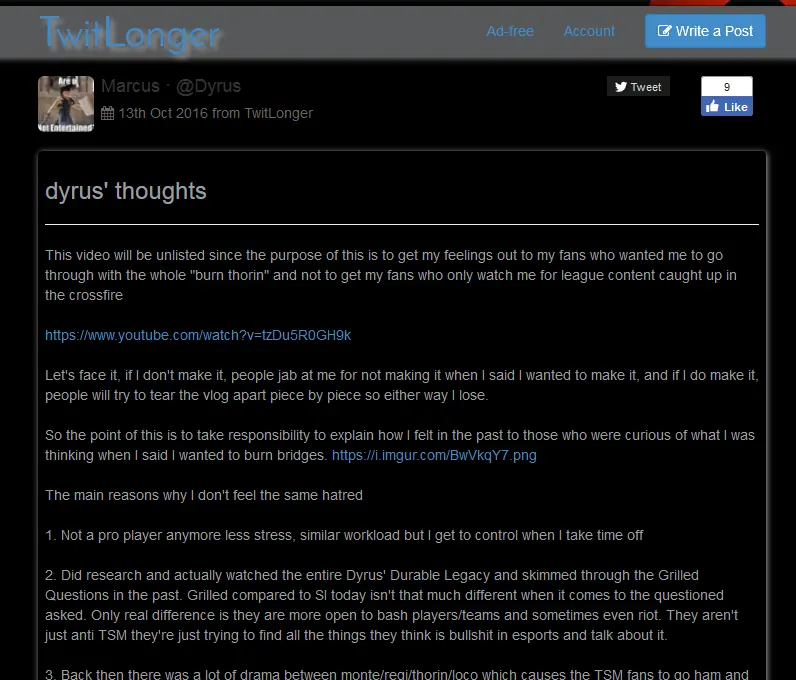 TwitLonger
Ad-free
Account
Write a Post
Are u
Not Entertained
Marcus · @Dyrus
13th Oct 2016 from TwitLonger
Tweet
9
Like
dyrus' thoughts
This video will be unlisted since the purpose of this is to get my feelings out to my fans who wanted me to go
through with the whole "burn thorin" and not to get my fans who only watch me for league content caught up in
the crossfire
https://www.youtube.com/watch?v=tzDu5R0GH9k
Let's face it, if I don't make it, people jab at me for not making it when I said I wanted to make it, and if I do make it,
people will try to tear the vlog apart piece by piece so either way I lose.
So the point of this is to take responsibility to explain how I felt in the past to those who were curious of what I was
thinking when I said I wanted to burn bridges. https://i.imgur.com/BwVkqY7.png
The main reasons why I don't feel the same hatred
1. Not a pro player anymore less stress, similar workload but I get to control when I take time off
2. Did research and actually watched the entire Dyrus' Durable Legacy and skimmed through the Grilled
Questions in the past. Grilled compared to SI today isn't that much different when it comes to the questioned
asked. Only real difference is they are more open to bash players/teams and sometimes even riot. They aren't
just anti TSM they're just trying to find all the things they think is bullshit in esports and talk about it.
3. Back then there was a lot of drama between monte/regi/thorin/loco which causes the TSM fans to go ham and